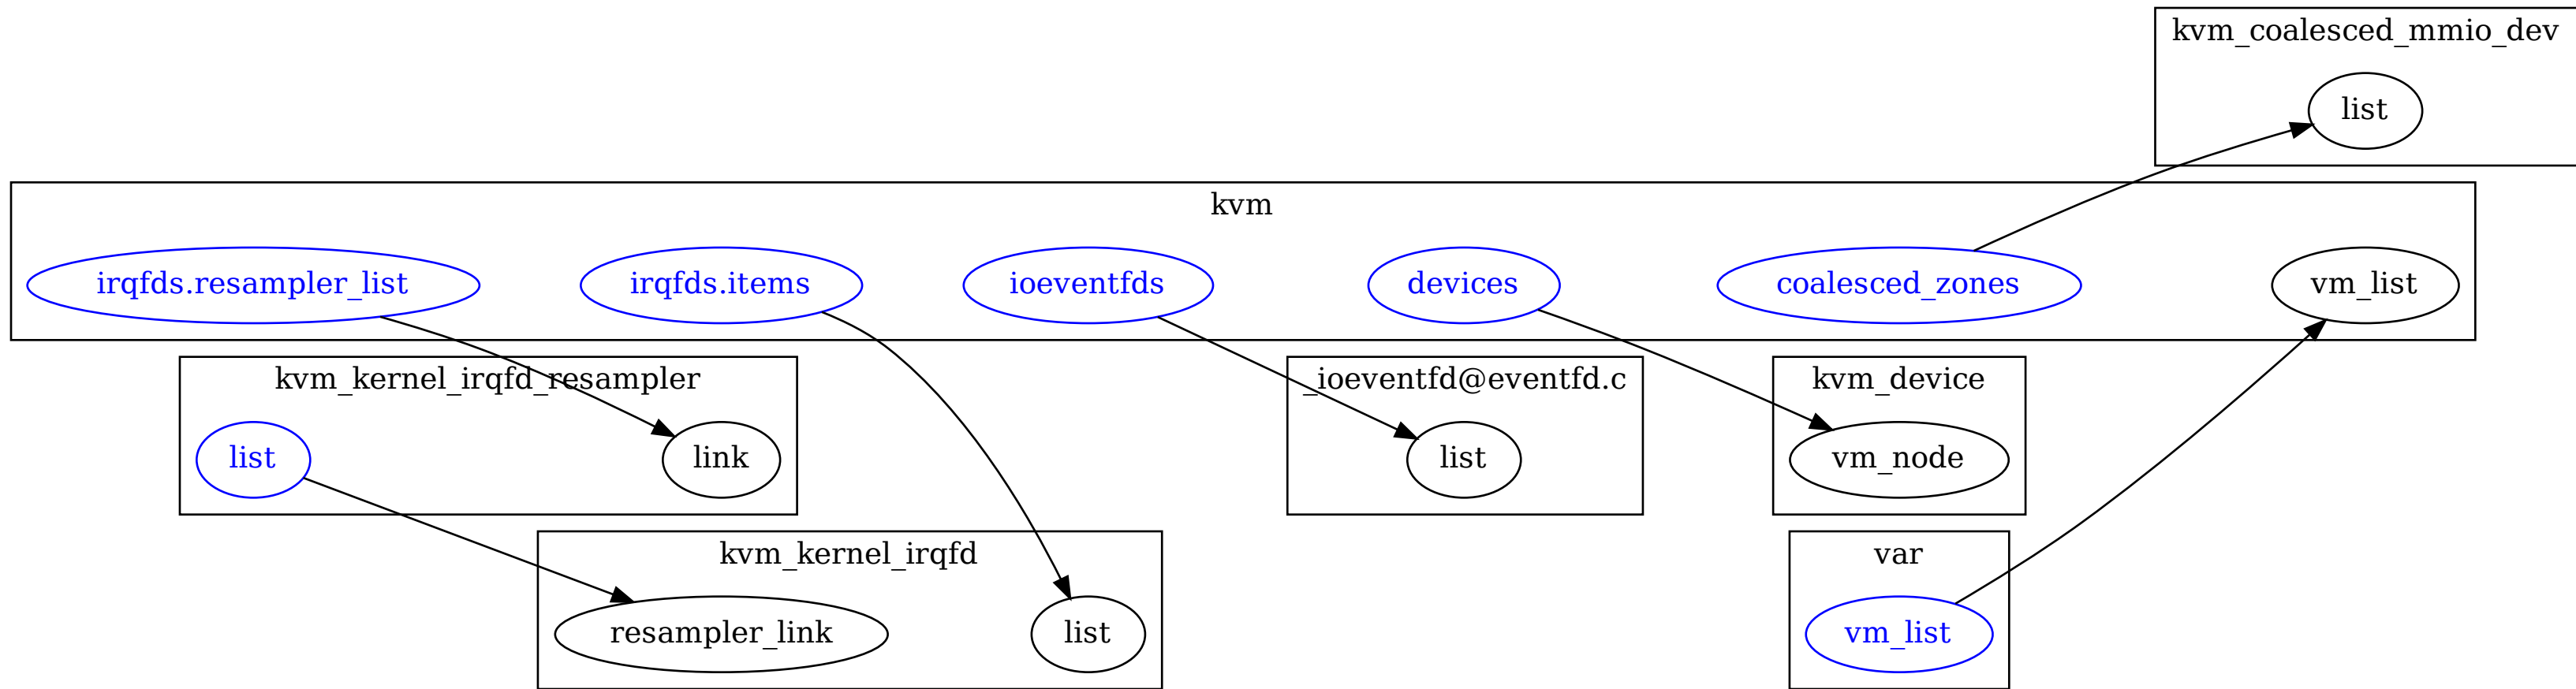 kvm_coalesced_mmio_dev
list
kvm
irqfds.resampler_list
irqfds.items
ioeventfds
devices
coalesced_zones
vm_list
kvm_kernel_irqfd_resampler
list
link
_ioeventfd@eventfd.c
list
kvm_device
vm_node
kvm_kernel_irqfd
resampler_link
list
var
vm_list